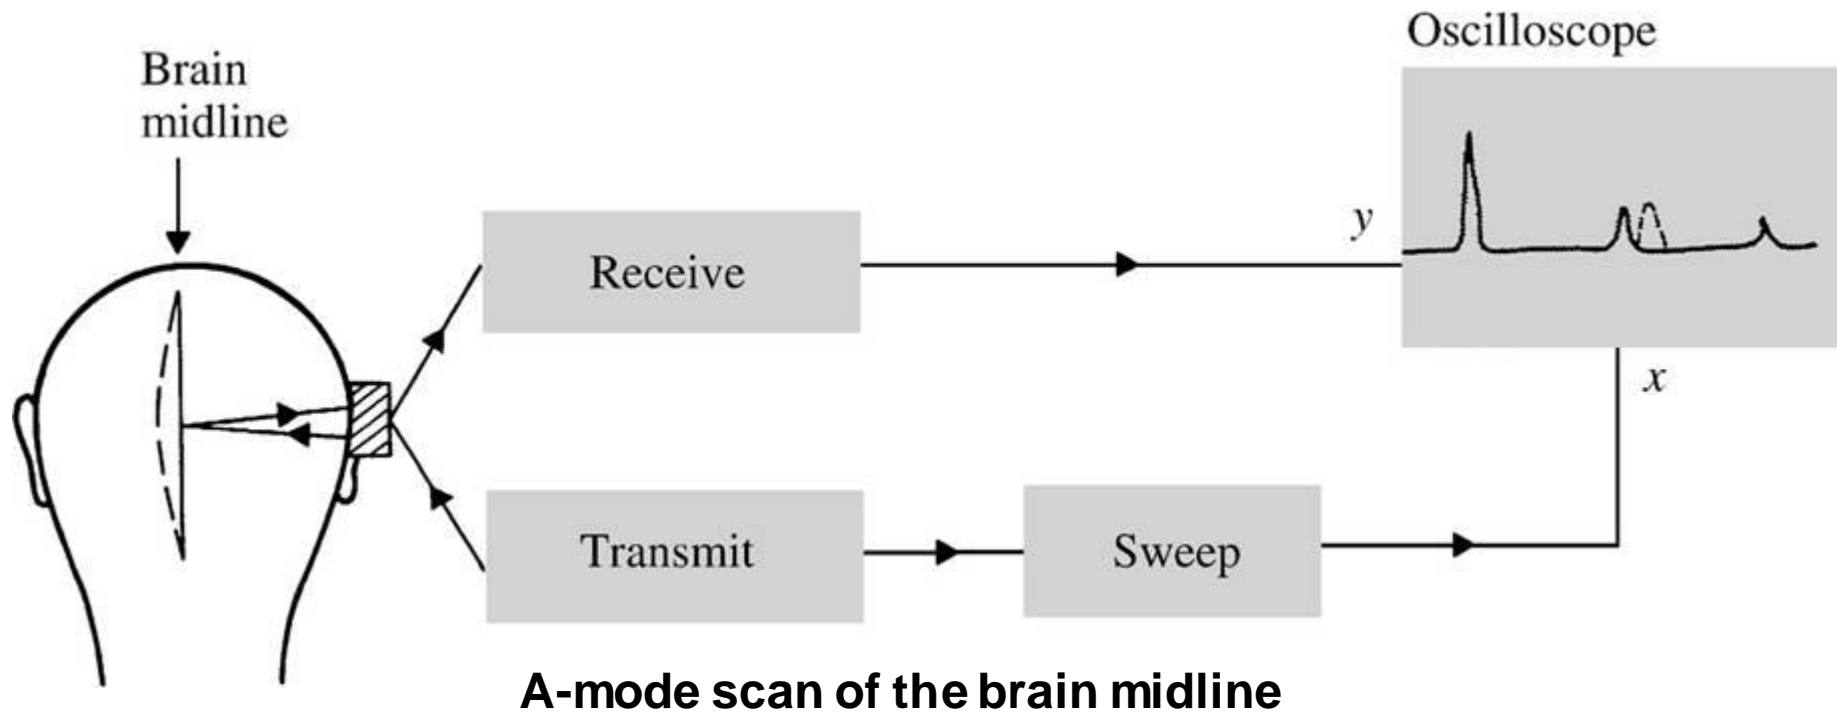 Oscilloscope
Brain
midline
Receive
y
x
Transmit
Sweep
A-mode scan of the brain midline